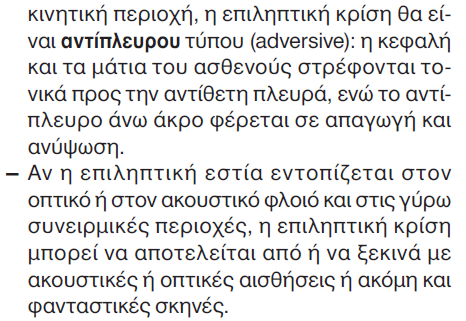 κινητική περιοχή, η επιληπτική κρίση θα εί-
ναι αντίπλευρου τύπου (adversive): η κεφαλή
και τα μάτια του ασθενούς στρέφονται το-
νικά προς την αντίθετη πλευρά, ενώ το αντί-
πλευρο άνω άκρο φέρεται σε απαγωγή και
ανύψωση.
– Αν η επιληπτική εστία εντοπίζεται στον
οπτικό ή στον ακουστικό φλοιό και στις γύρω
συνειρμικές περιοχές, η επιληπτική κρίση
μπορεί να αποτελείται από ή να ξεκινά με
ακουστικές ή οπτικές αισθήσεις ή ακόμη και
φανταστικές σκηνές.